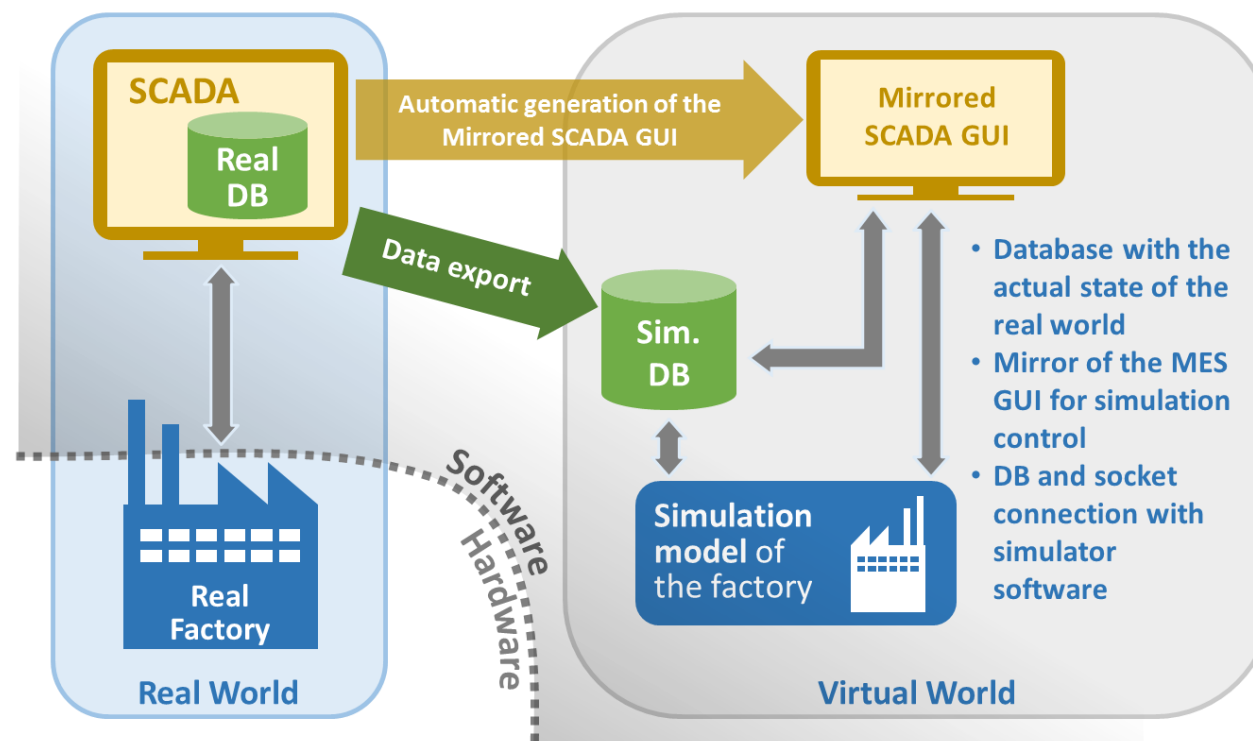 SCADA
Real
DB
Automatic generation of the
Mirrored SCADA GUI
Mirrored
SCADA GUI
Data export
Sim.
DB
• Database with the
actual state of the
real world
• Mirror of the MES
GUI for simulation
control
• DB and socket
connection with
simulator
software
Software
Hardware
Simulation
model of
the factory
Real
Factory
Real World
Virtual World